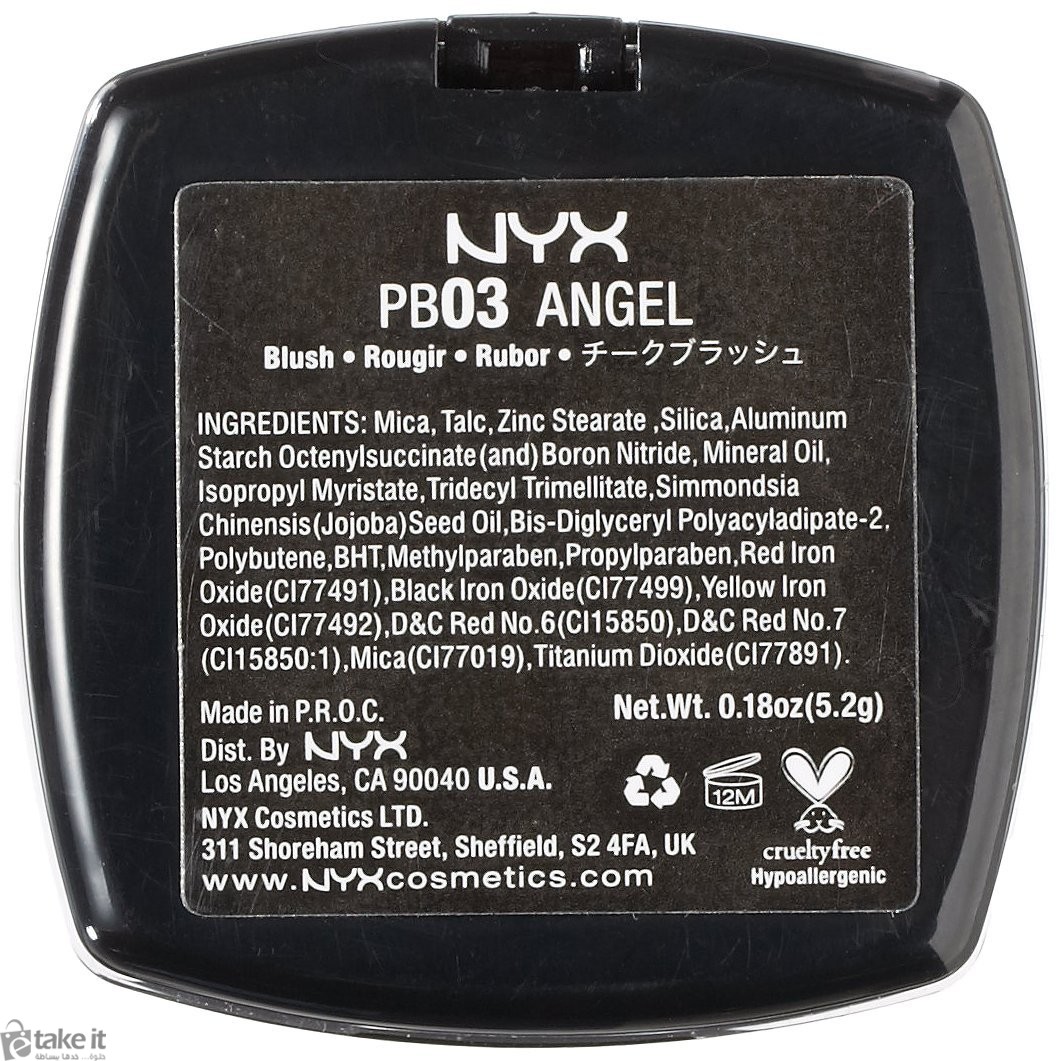 NYX
PB03 ANGEL
Blush • Rougir • Rubor • チークブラッシュ
INGREDIENTS: Mica, Talc, Zinc Stearate ,Silica,Aluminum
Starch Octenylsuccinate(and)Boron Nitride, Mineral Oil,
Isopropyl Myristate,Tridecyl Trimellitate,Simmondsia
Chinensis(Jojoba)Seed Oil,Bis-Diglyceryl Polyacyladipate-2,
Polybutene,BHT,Methylparaben,Propylparaben,Red Iron
Oxide(CI77491),Black Iron Oxide(CI77499),Yellow Iron
Oxide(CI77492),D&C Red No.6(CI15850),D&C Red No.7
(CI15850:1),Mica(CI77019),Titanium Dioxide(CI77891).
Made in P.R.O.C.
Net.Wt. 0.18oz(5.2g)
Dist. By NYX
Los Angeles, CA 90040 U.S.A.
NYX Cosmetics LTD.
311 Shoreham Street, Sheffield, S2 4FA, UK
www.NYXcosmetics.com
12M
crueltyfree
Hypoallergenic
take it